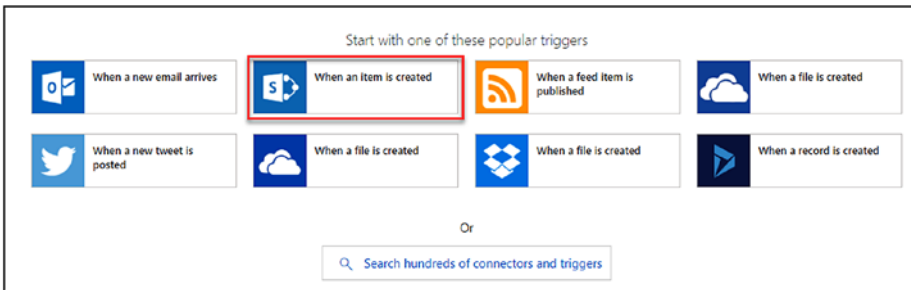 Start with one of these popular triggers
When a new email arrives
When an item is created
When a feed item is
published
When a file is created
When a new tweet is
posted
When a file is created
When a file is created
When a record is created
Or
Search hundreds of connectors and triggers